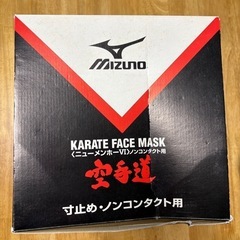 MIZUNO
KARATE FACE MASK
〈ニューメンホーVI〉ノンコンタクト用
空手道
寸止め・ノンコンタクト用